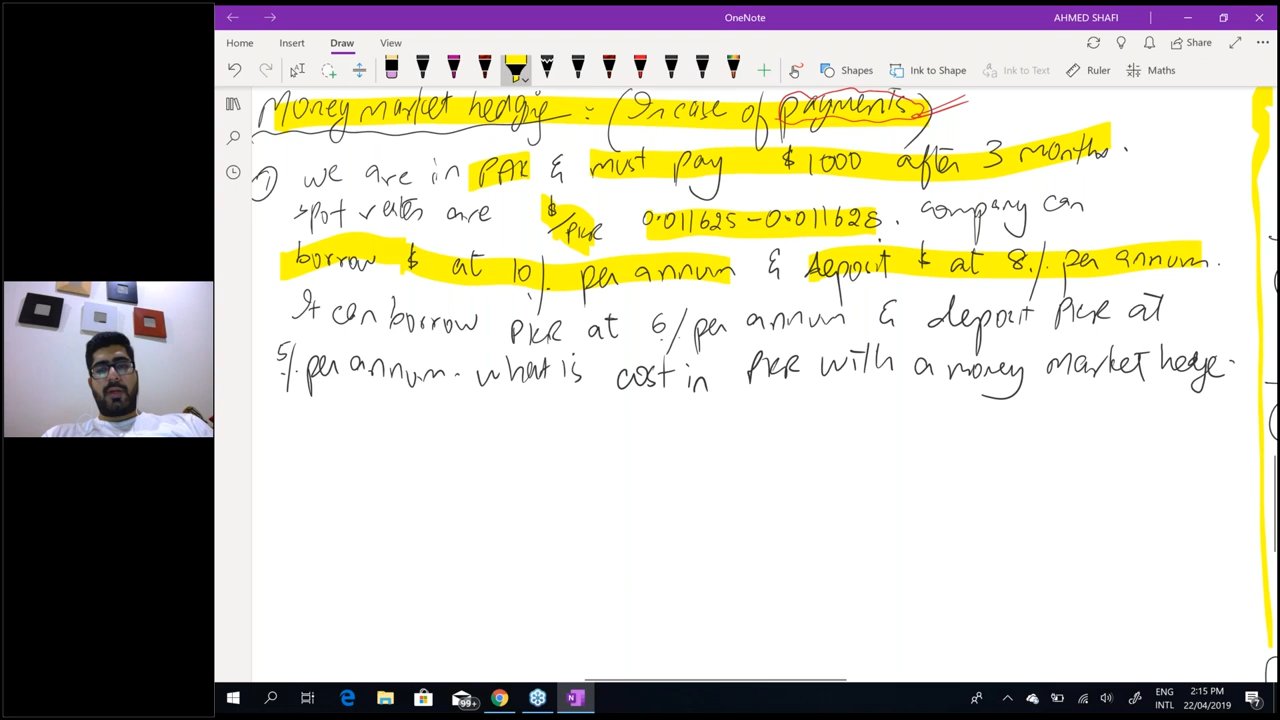 OneNote
AHMED SHAFI
Home Insert Draw View
Share
Shapes Ink to Shape Ink to Text Ruler Maths
Money market hedging :- (In case of payments)
① we are in PAK & must pay $ 1000 after 3 months.
spot rates are $/PKR 0.011625 - 0.011628. company can
borrow $ at 10% per annum & deposit $ at 8% per annum.
It can borrow PKR at 6% per annum & deposit PKR at
5% per annum. what is cost in PKR with a money market hedge.
99+
ENG
INTL
2:15 PM
22/04/2019
7